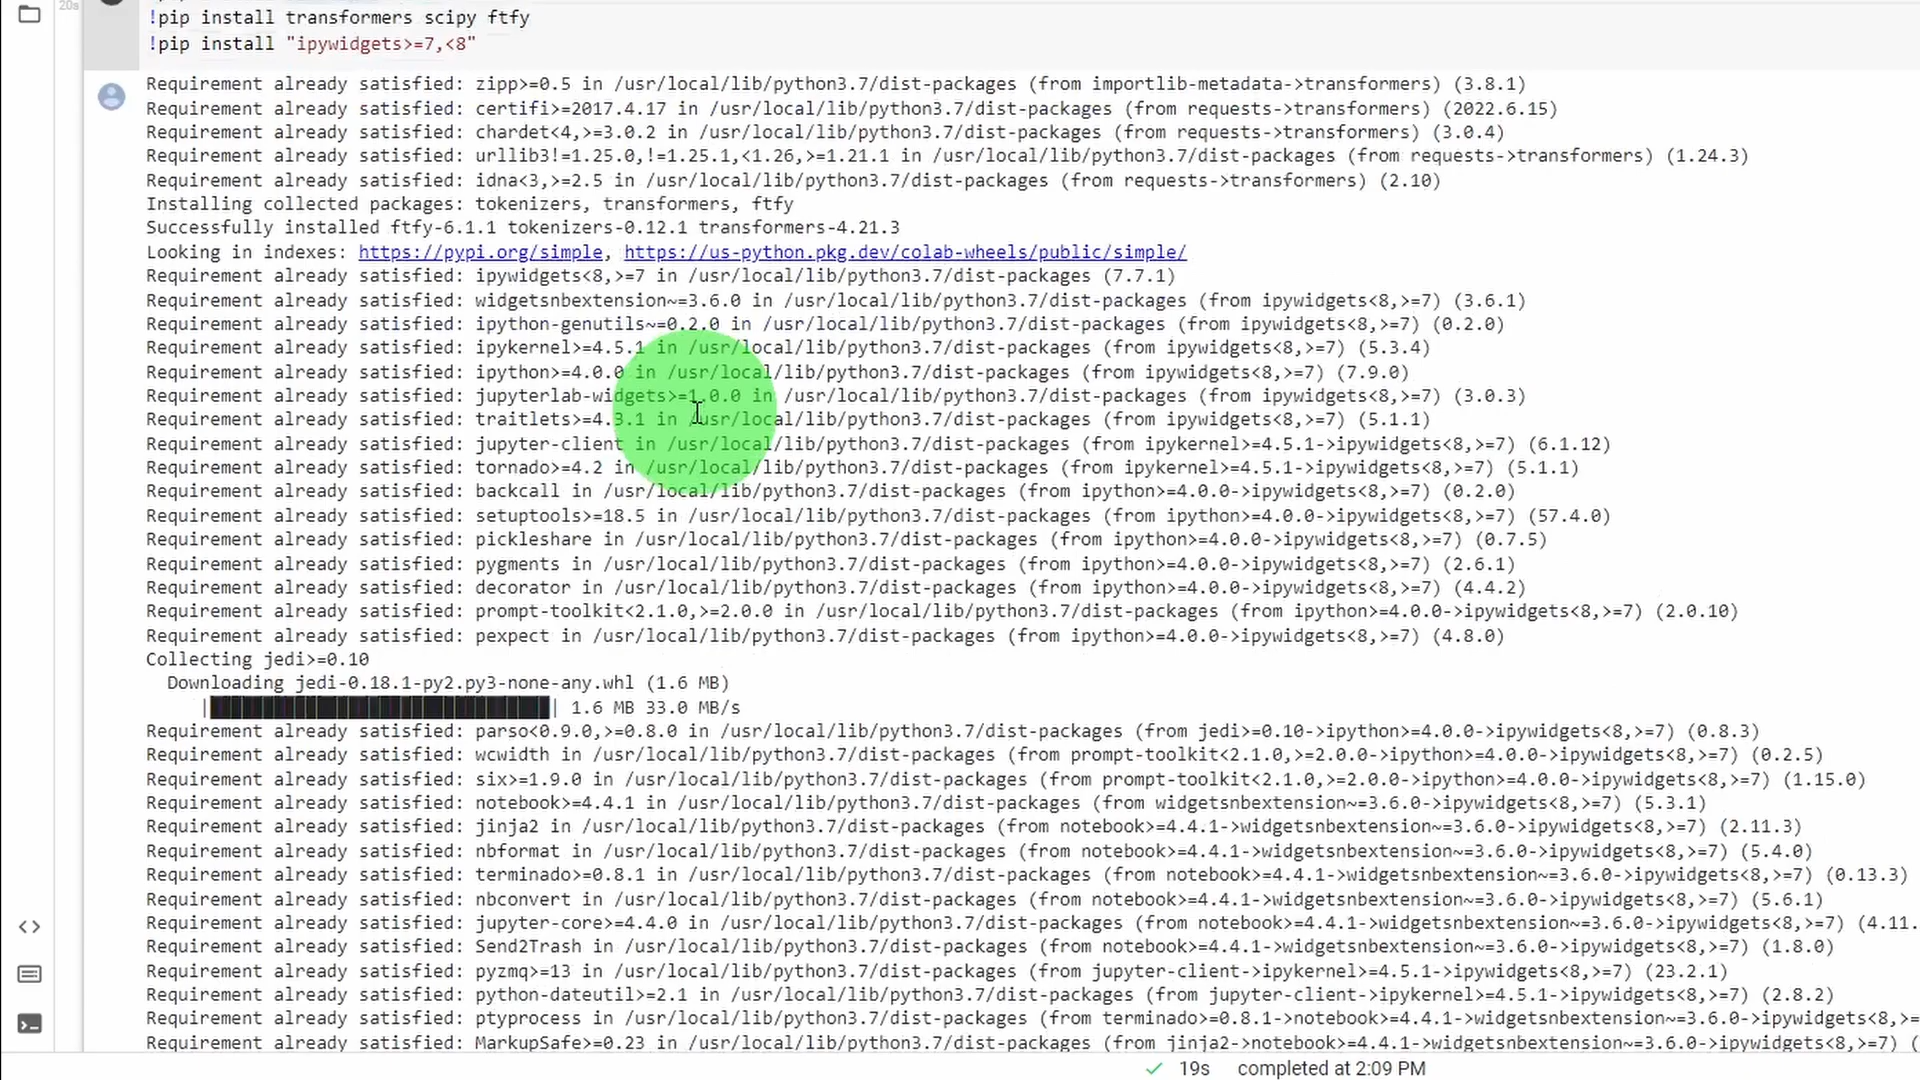 20s
!pip install transformers scipy ftfy
!pip install "ipywidgets>=7,<8"
Requirement already satisfied: zipp>=0.5 in /usr/local/lib/python3.7/dist-packages (from importlib-metadata->transformers) (3.8.1)
Requirement already satisfied: certifi>=2017.4.17 in /usr/local/lib/python3.7/dist-packages (from requests->transformers) (2022.6.15)
Requirement already satisfied: chardet<4,>=3.0.2 in /usr/local/lib/python3.7/dist-packages (from requests->transformers) (3.0.4)
Requirement already satisfied: urllib3!=1.25.0,!=1.25.1,<1.26,>=1.21.1 in /usr/local/lib/python3.7/dist-packages (from requests->transformers) (1.24.3)
Requirement already satisfied: idna<3,>=2.5 in /usr/local/lib/python3.7/dist-packages (from requests->transformers) (2.10)
Installing collected packages: tokenizers, transformers, ftfy
Successfully installed ftfy-6.1.1 tokenizers-0.12.1 transformers-4.21.3
Looking in indexes: https://pypi.org/simple, https://us-python.pkg.dev/colab-wheels/public/simple/
Requirement already satisfied: ipywidgets<8,>=7 in /usr/local/lib/python3.7/dist-packages (7.7.1)
Requirement already satisfied: widgetsnbextension~=3.6.0 in /usr/local/lib/python3.7/dist-packages (from ipywidgets<8,>=7) (3.6.1)
Requirement already satisfied: ipython-genutils~=0.2.0 in /usr/local/lib/python3.7/dist-packages (from ipywidgets<8,>=7) (0.2.0)
Requirement already satisfied: ipykernel>=4.5.1 in /usr/local/lib/python3.7/dist-packages (from ipywidgets<8,>=7) (5.3.4)
Requirement already satisfied: ipython>=4.0.0 in /usr/local/lib/python3.7/dist-packages (from ipywidgets<8,>=7) (7.9.0)
Requirement already satisfied: jupyterlab-widgets>=1.0.0 in /usr/local/lib/python3.7/dist-packages (from ipywidgets<8,>=7) (3.0.3)
Requirement already satisfied: traitlets>=4.3.1 in /usr/local/lib/python3.7/dist-packages (from ipywidgets<8,>=7) (5.1.1)
Requirement already satisfied: jupyter-client in /usr/local/lib/python3.7/dist-packages (from ipykernel>=4.5.1->ipywidgets<8,>=7) (6.1.12)
Requirement already satisfied: tornado>=4.2 in /usr/local/lib/python3.7/dist-packages (from ipykernel>=4.5.1->ipywidgets<8,>=7) (5.1.1)
Requirement already satisfied: backcall in /usr/local/lib/python3.7/dist-packages (from ipython>=4.0.0->ipywidgets<8,>=7) (0.2.0)
Requirement already satisfied: setuptools>=18.5 in /usr/local/lib/python3.7/dist-packages (from ipython>=4.0.0->ipywidgets<8,>=7) (57.4.0)
Requirement already satisfied: pickleshare in /usr/local/lib/python3.7/dist-packages (from ipython>=4.0.0->ipywidgets<8,>=7) (0.7.5)
Requirement already satisfied: pygments in /usr/local/lib/python3.7/dist-packages (from ipython>=4.0.0->ipywidgets<8,>=7) (2.6.1)
Requirement already satisfied: decorator in /usr/local/lib/python3.7/dist-packages (from ipython>=4.0.0->ipywidgets<8,>=7) (4.4.2)
Requirement already satisfied: prompt-toolkit<2.1.0,>=2.0.0 in /usr/local/lib/python3.7/dist-packages (from ipython>=4.0.0->ipywidgets<8,>=7) (2.0.10)
Requirement already satisfied: pexpect in /usr/local/lib/python3.7/dist-packages (from ipython>=4.0.0->ipywidgets<8,>=7) (4.8.0)
Collecting jedi>=0.10
Downloading jedi-0.18.1-py2.py3-none-any.whl (1.6 MB)
| | 1.6 MB 33.0 MB/s
Requirement already satisfied: parso<0.9.0,>=0.8.0 in /usr/local/lib/python3.7/dist-packages (from jedi>=0.10->ipython>=4.0.0->ipywidgets<8,>=7) (0.8.3)
Requirement already satisfied: wcwidth in /usr/local/lib/python3.7/dist-packages (from prompt-toolkit<2.1.0,>=2.0.0->ipython>=4.0.0->ipywidgets<8,>=7) (0.2.5)
Requirement already satisfied: six>=1.9.0 in /usr/local/lib/python3.7/dist-packages (from prompt-toolkit<2.1.0,>=2.0.0->ipython>=4.0.0->ipywidgets<8,>=7) (1.15.0)
Requirement already satisfied: notebook>=4.4.1 in /usr/local/lib/python3.7/dist-packages (from widgetsnbextension~=3.6.0->ipywidgets<8,>=7) (5.3.1)
Requirement already satisfied: jinja2 in /usr/local/lib/python3.7/dist-packages (from notebook>=4.4.1->widgetsnbextension~=3.6.0->ipywidgets<8,>=7) (2.11.3)
Requirement already satisfied: nbformat in /usr/local/lib/python3.7/dist-packages (from notebook>=4.4.1->widgetsnbextension~=3.6.0->ipywidgets<8,>=7) (5.4.0)
Requirement already satisfied: terminado>=0.8.1 in /usr/local/lib/python3.7/dist-packages (from notebook>=4.4.1->widgetsnbextension~=3.6.0->ipywidgets<8,>=7) (0.13.3)
Requirement already satisfied: nbconvert in /usr/local/lib/python3.7/dist-packages (from notebook>=4.4.1->widgetsnbextension~=3.6.0->ipywidgets<8,>=7) (5.6.1)
Requirement already satisfied: jupyter-core>=4.4.0 in /usr/local/lib/python3.7/dist-packages (from notebook>=4.4.1->widgetsnbextension~=3.6.0->ipywidgets<8,>=7) (4.11.
Requirement already satisfied: Send2Trash in /usr/local/lib/python3.7/dist-packages (from notebook>=4.4.1->widgetsnbextension~=3.6.0->ipywidgets<8,>=7) (1.8.0)
Requirement already satisfied: pyzmq>=13 in /usr/local/lib/python3.7/dist-packages (from jupyter-client->ipykernel>=4.5.1->ipywidgets<8,>=7) (23.2.1)
Requirement already satisfied: python-dateutil>=2.1 in /usr/local/lib/python3.7/dist-packages (from jupyter-client->ipykernel>=4.5.1->ipywidgets<8,>=7) (2.8.2)
Requirement already satisfied: ptyprocess in /usr/local/lib/python3.7/dist-packages (from terminado>=0.8.1->notebook>=4.4.1->widgetsnbextension~=3.6.0->ipywidgets<8,>=
Requirement already satisfied: MarkupSafe>=0.23 in /usr/local/lib/python3.7/dist-packages (from jinja2->notebook>=4.4.1->widgetsnbextension~=3.6.0->ipywidgets<8,>=7) (
19s completed at 2:09 PM